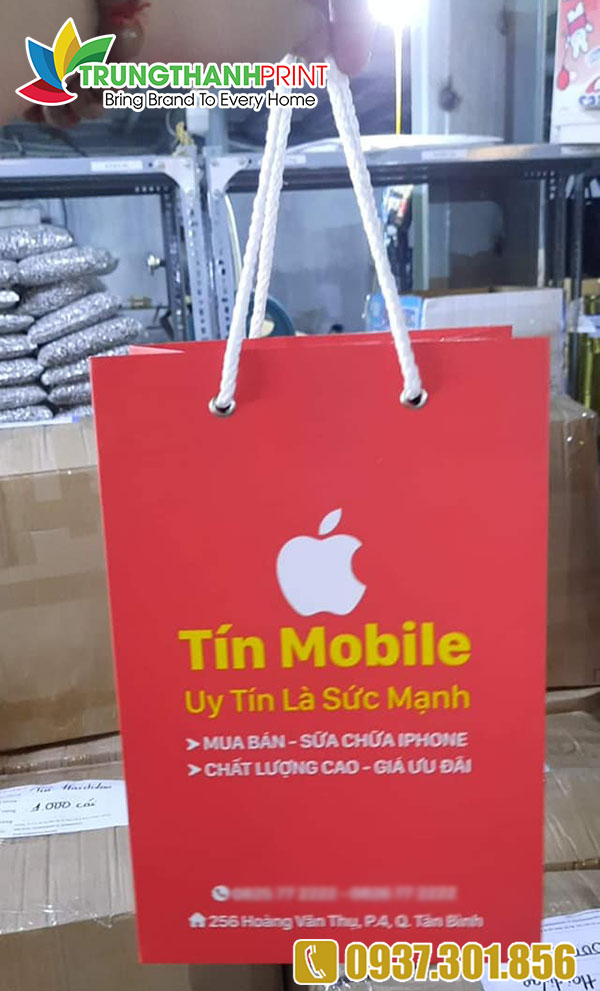 TRUNGTHANHPRINT
Bring Brand To Every Home
Tín Mobile
Uy Tín Là Sức Mạnh
➤ MUA BÁN - SỮA CHỮA IPHONE
➤ CHẤT LƯỢNG CAO - GIÁ ƯU ĐÃI
256 Hoàng Văn Thụ, P.4, Q. Tân Bình
1.000 cái
0937.301.856